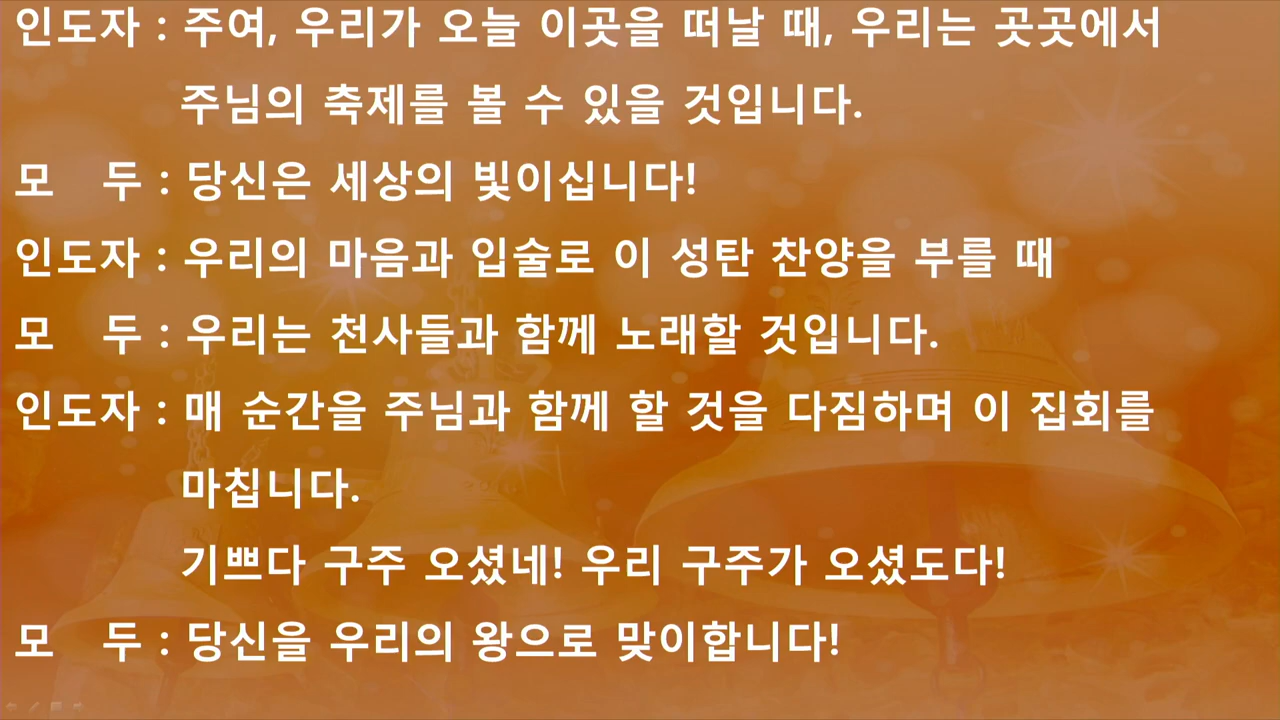 인도자 : 주여, 우리가 오늘 이곳을 떠날 때, 우리는 곳곳에서
주님의 축제를 볼 수 있을 것입니다.
모 두 : 당신은 세상의 빛이십니다!
인도자 : 우리의 마음과 입술로 이 성탄 찬양을 부를 때
모 두 : 우리는 천사들과 함께 노래할 것입니다.
인도자 : 매 순간을 주님과 함께 할 것을 다짐하며 이 집회를
마칩니다.
기쁘다 구주 오셨네! 우리 구주가 오셨도다!
모 두 : 당신을 우리의 왕으로 맞이합니다!